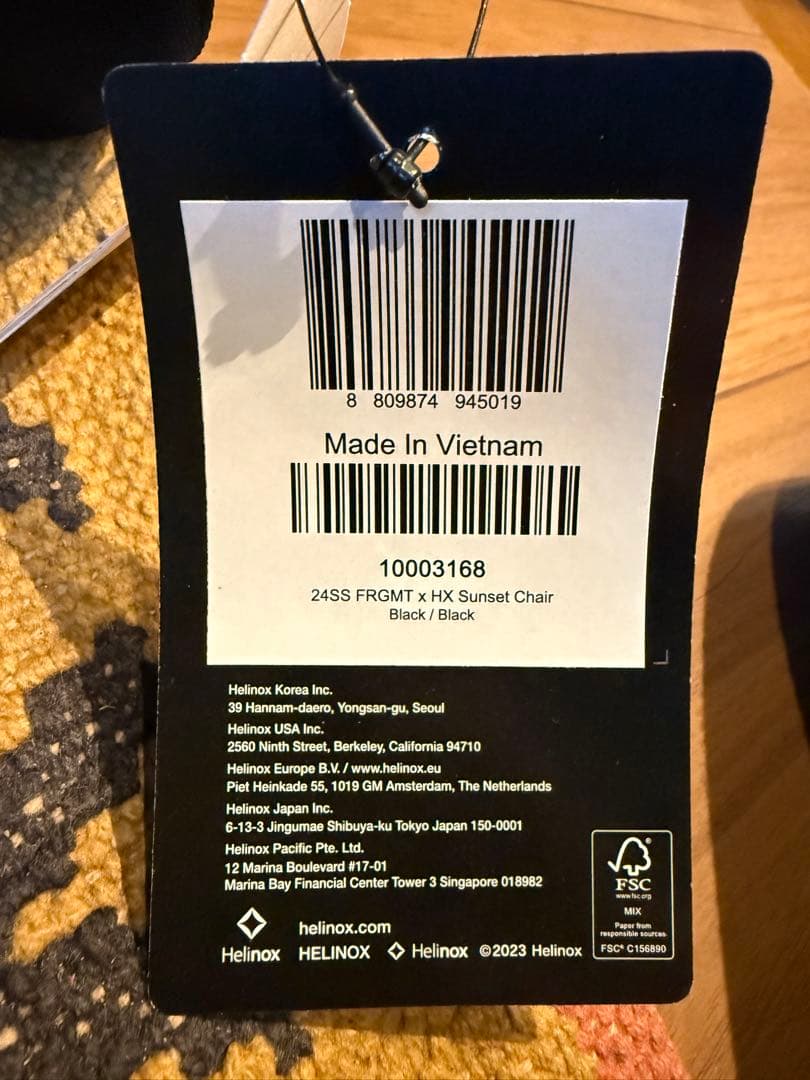 8 809874 945019
Made In Vietnam
10003168
24SS FRGMT x HX Sunset Chair
Black / Black
Helinox Korea Inc.
39 Hannam-daero, Yongsan-gu, Seoul
Helinox USA Inc.
2560 Ninth Street, Berkeley, California 94710
Helinox Europe B.V. / www.helinox.eu
Piet Heinkade 55, 1019 GM Amsterdam, The Netherlands
Helinox Japan Inc.
6-13-3 Jingumae Shibuya-ku Tokyo Japan 150-0001
Helinox Pacific Pte. Ltd.
12 Marina Boulevard #17-01
Marina Bay Financial Center Tower 3 Singapore 018982
helinox.com
Helinox HELINOX Helinox ©2023 Helinox
FSC
www.fsc.org
MIX
Paper from
responsible sources
FSC® C156890